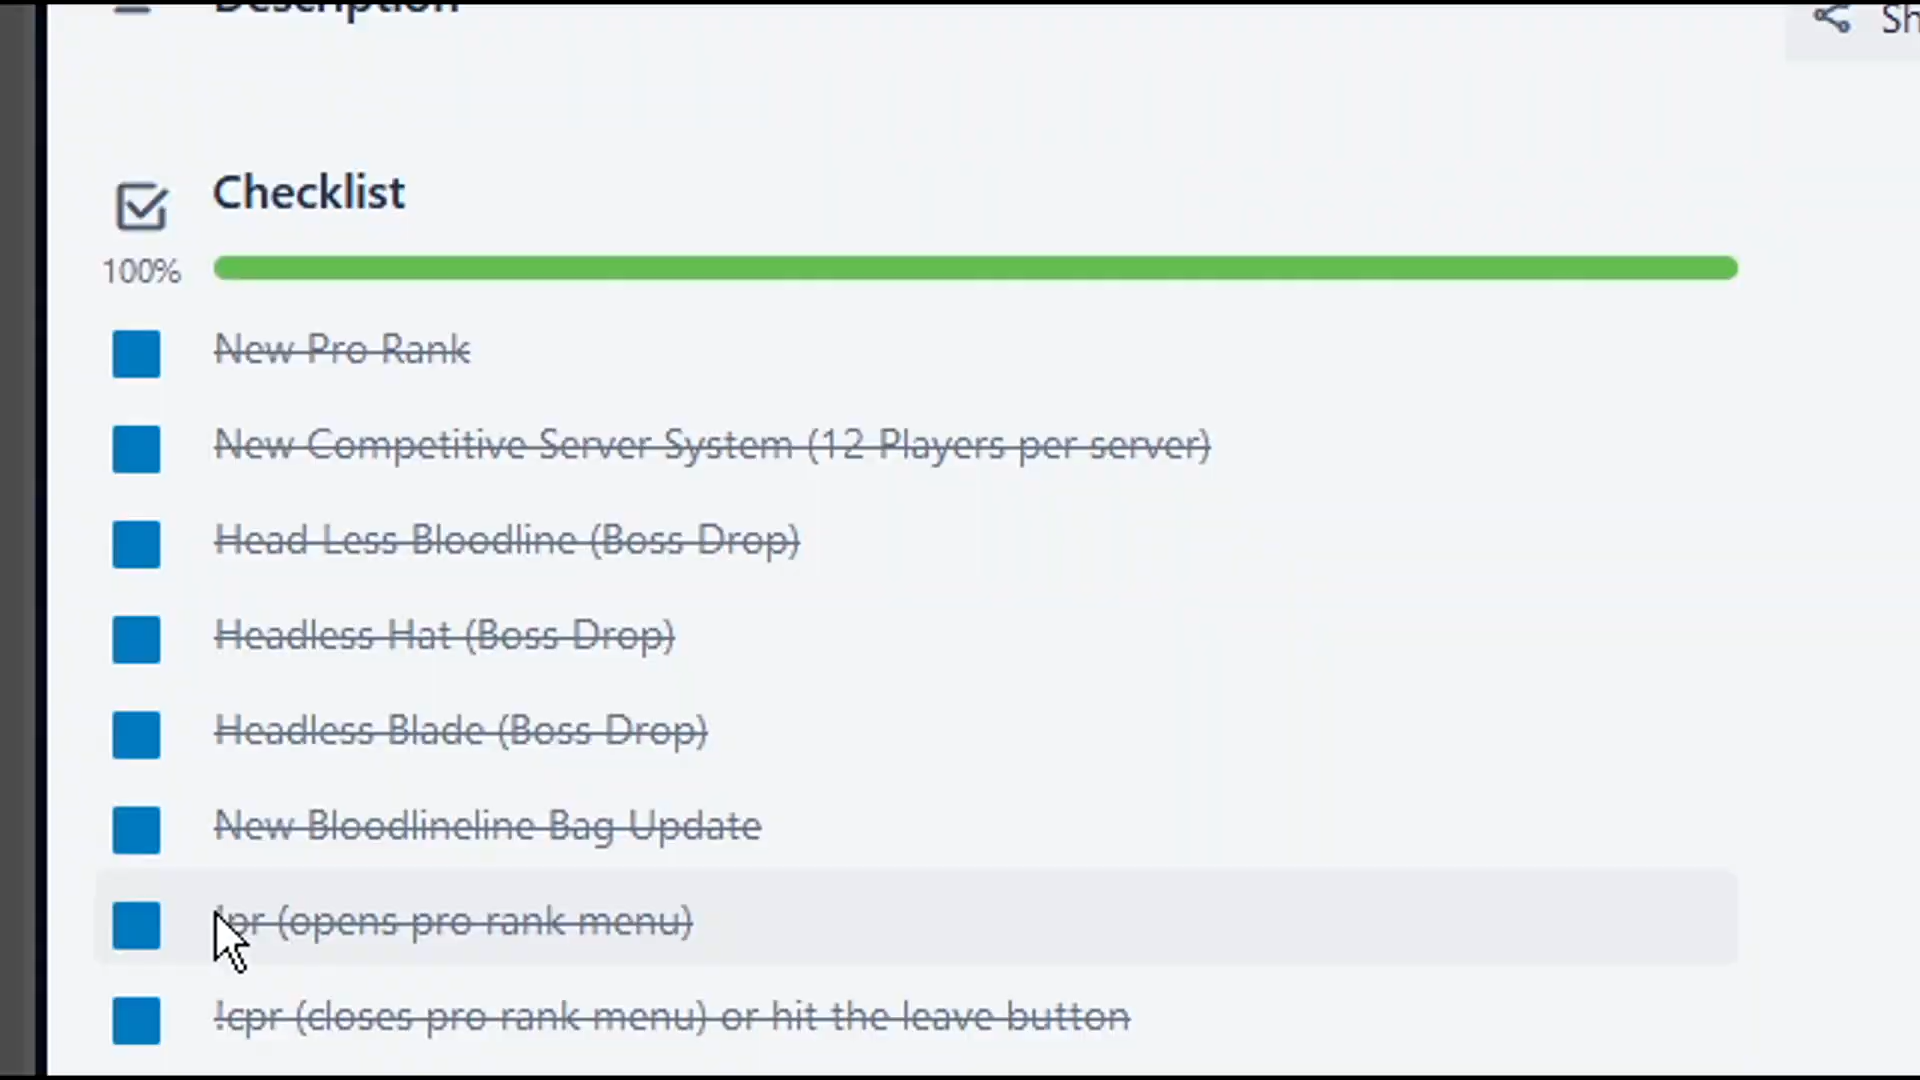 Description
Checklist
100%
New Pro Rank
New Competitive Server System (12 Players per server)
Head Less Bloodline (Boss Drop)
Headless Hat (Boss Drop)
Headless Blade (Boss Drop)
New Bloodlineline Bag Update
!pr (opens pro rank menu)
!cpr (closes pro rank menu) or hit the leave button